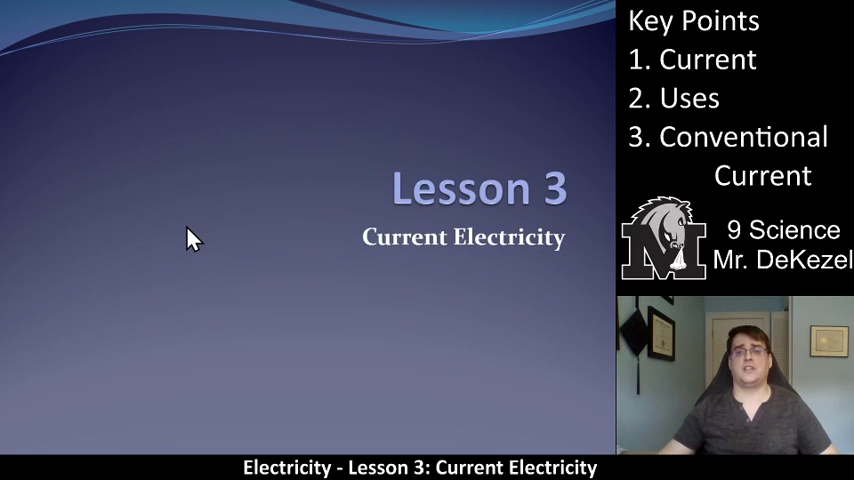 Lesson 3
Current Electricity
Key Points
1. Current
2. Uses
3. Conventional
Current
M
9 Science
Mr. DeKezel
Electricity - Lesson 3: Current Electricity